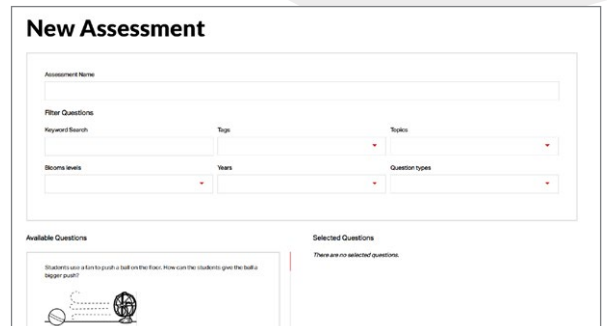 New Assessment
Assessment Name
Filter Questions
Keyword Search
Tags
Topics
Blooms levels
Years
Question types
Available Questions
Selected Questions
Students use a fan to push a ball on the floor. How can the students give the ball a
bigger push?
There are no selected questions.